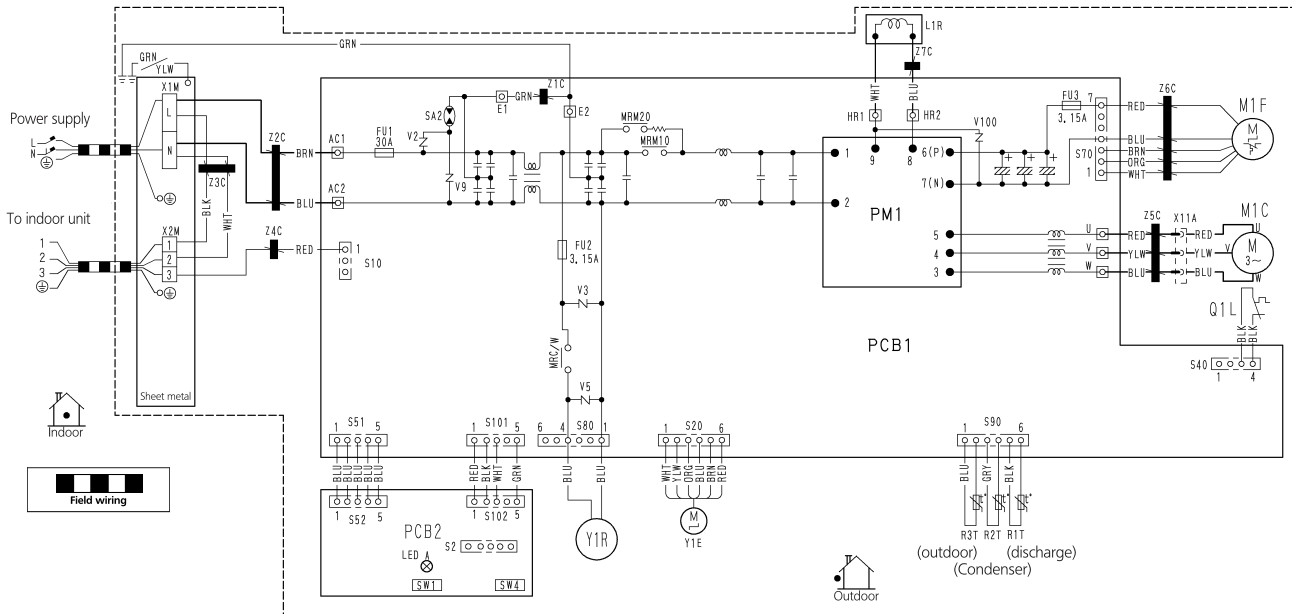 L1R
GRN
GRN
YLW
Z7C
X1M
Z1C
FU3
7
RED
Z6C
M1F
L
SA2
E1
GRN
E2
WHT
BLU
3.15A
Power supply
MRM20
HR1
HR2
V100
BLU
M
P
L
N
Z2C
AC1
FU1
30A
V2
MRM10
9
8
6(P)
S70
BRN
ORG
N
BRN
1
7(N)
1
WHT
Z3C
AC2
V9
PM1
BLU
2
To indoor unit
BLK
WHT
Z5C
X11A
M1C
X2M
Z4C
FU2
3.15A
5
U
RED
RED
U
1
1
RED
1
4
V
YLW
YLW
V
M
3~
2
2
S10
3
W
BLU
BLU
W
3
3
V3
Q1L
BLK
BLK
MRC/W
PCB1
S40
1
4
V5
Sheet metal
Indoor
1
S51
5
1
S101
5
6
4
S80
1
1
S20
6
1
S90
6
BLU
BLU
BLU
BLU
BLU
RED
BLK
WHT
GRN
BLU
BLU
WHT
YLW
ORG
BLU
BRN
RED
BLU
GRY
BLK
Field wiring
1
S52
5
1
S102
5
t°
t°
t°
PCB2
Y1R
M
Y1E
R3T
R2T
R1T
LED A
S2
(outdoor)
(discharge)
(Condenser)
SW1
SW4
Outdoor